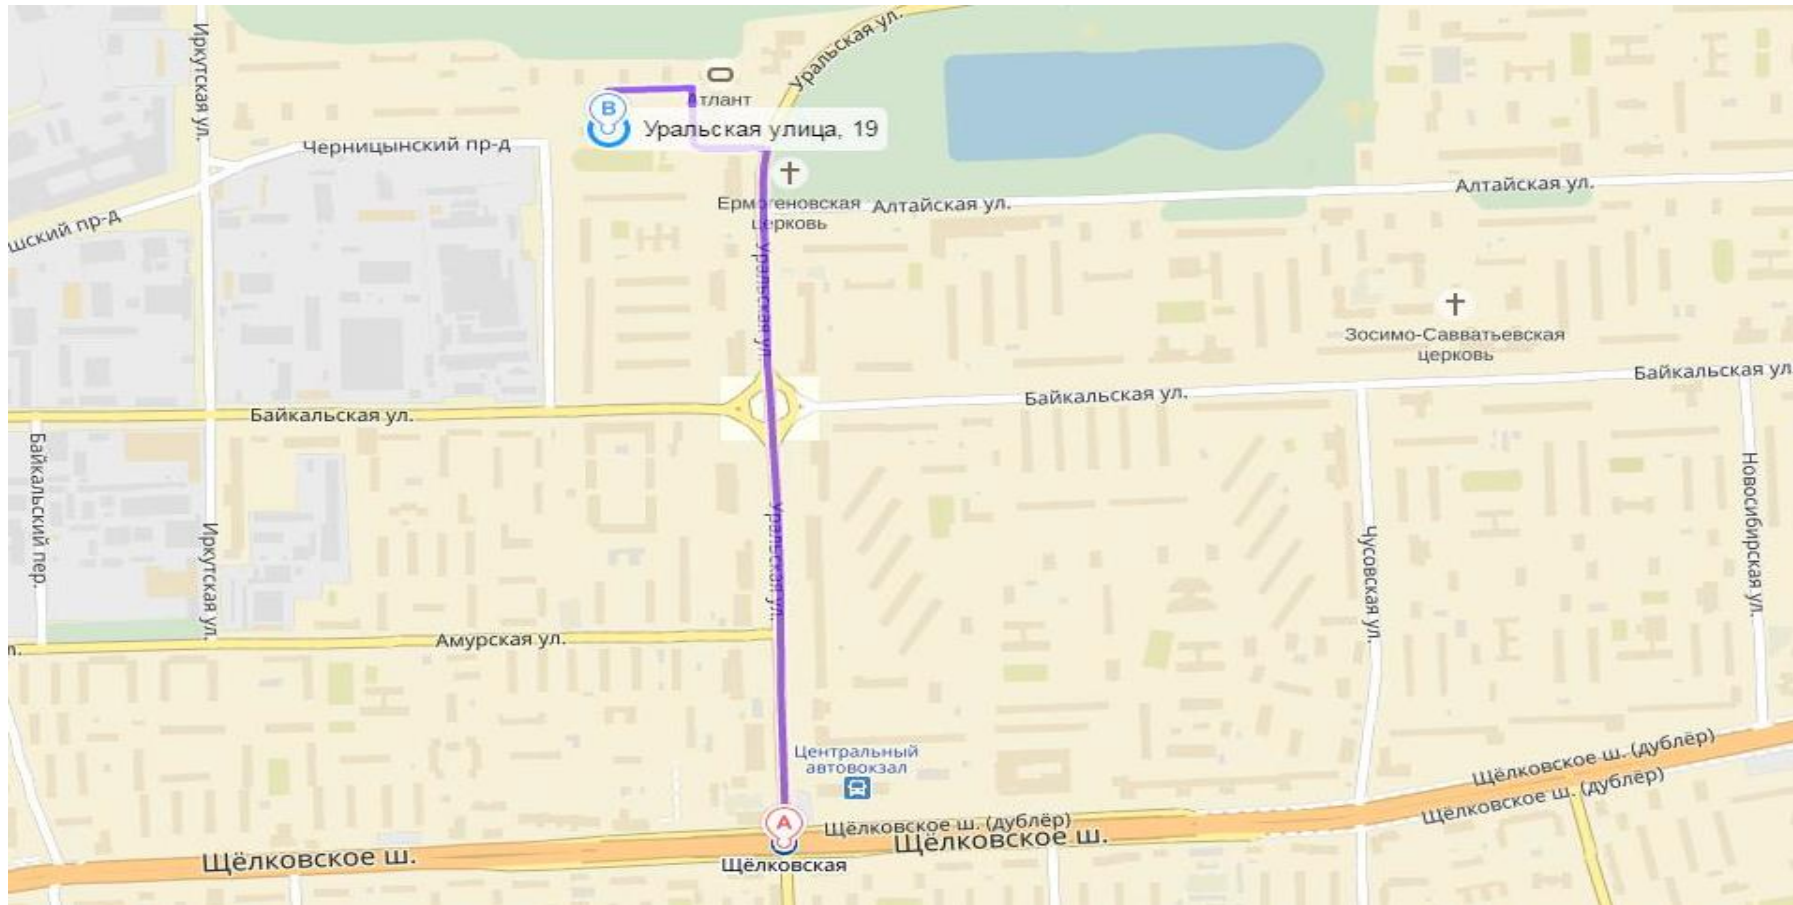 Иркутская ул.
Уральская ул.
Атлант
B
Уральская улица, 19
Черницынский пр-д
шский пр-д
Ермогеновская
церковь
Алтайская ул.
Алтайская ул.
Уральская ул.
Зосимо-Савватьевская
церковь
Байкальская ул.
Байкальская ул.
Байкальская ул.
Байкальский пер.
Иркутская ул.
Уральская ул.
Чусовская ул.
Новосибирская ул.
Амурская ул.
л.
Центральный
автовокзал
A
Щёлковское ш. (дублёр)
Щёлковское ш. (дублёр)
Щёлковское ш. (дублёр)
Щёлковское ш.
Щёлковское ш.
Щёлковская